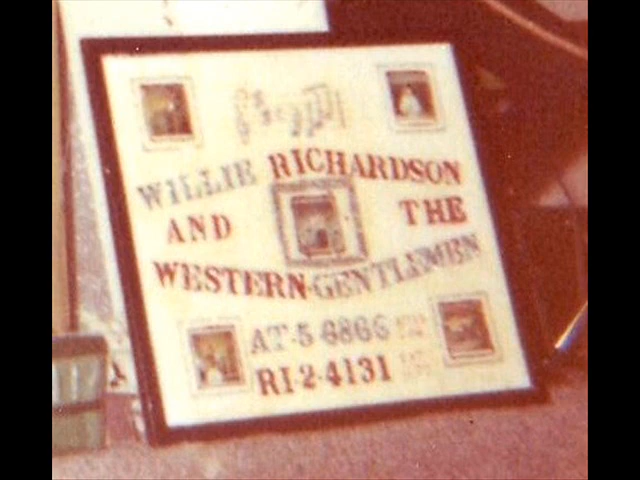 WILLIE RICHARDSON
AND THE
WESTERN-GENTLEMEN
AT-5-6866
RI-2-4131